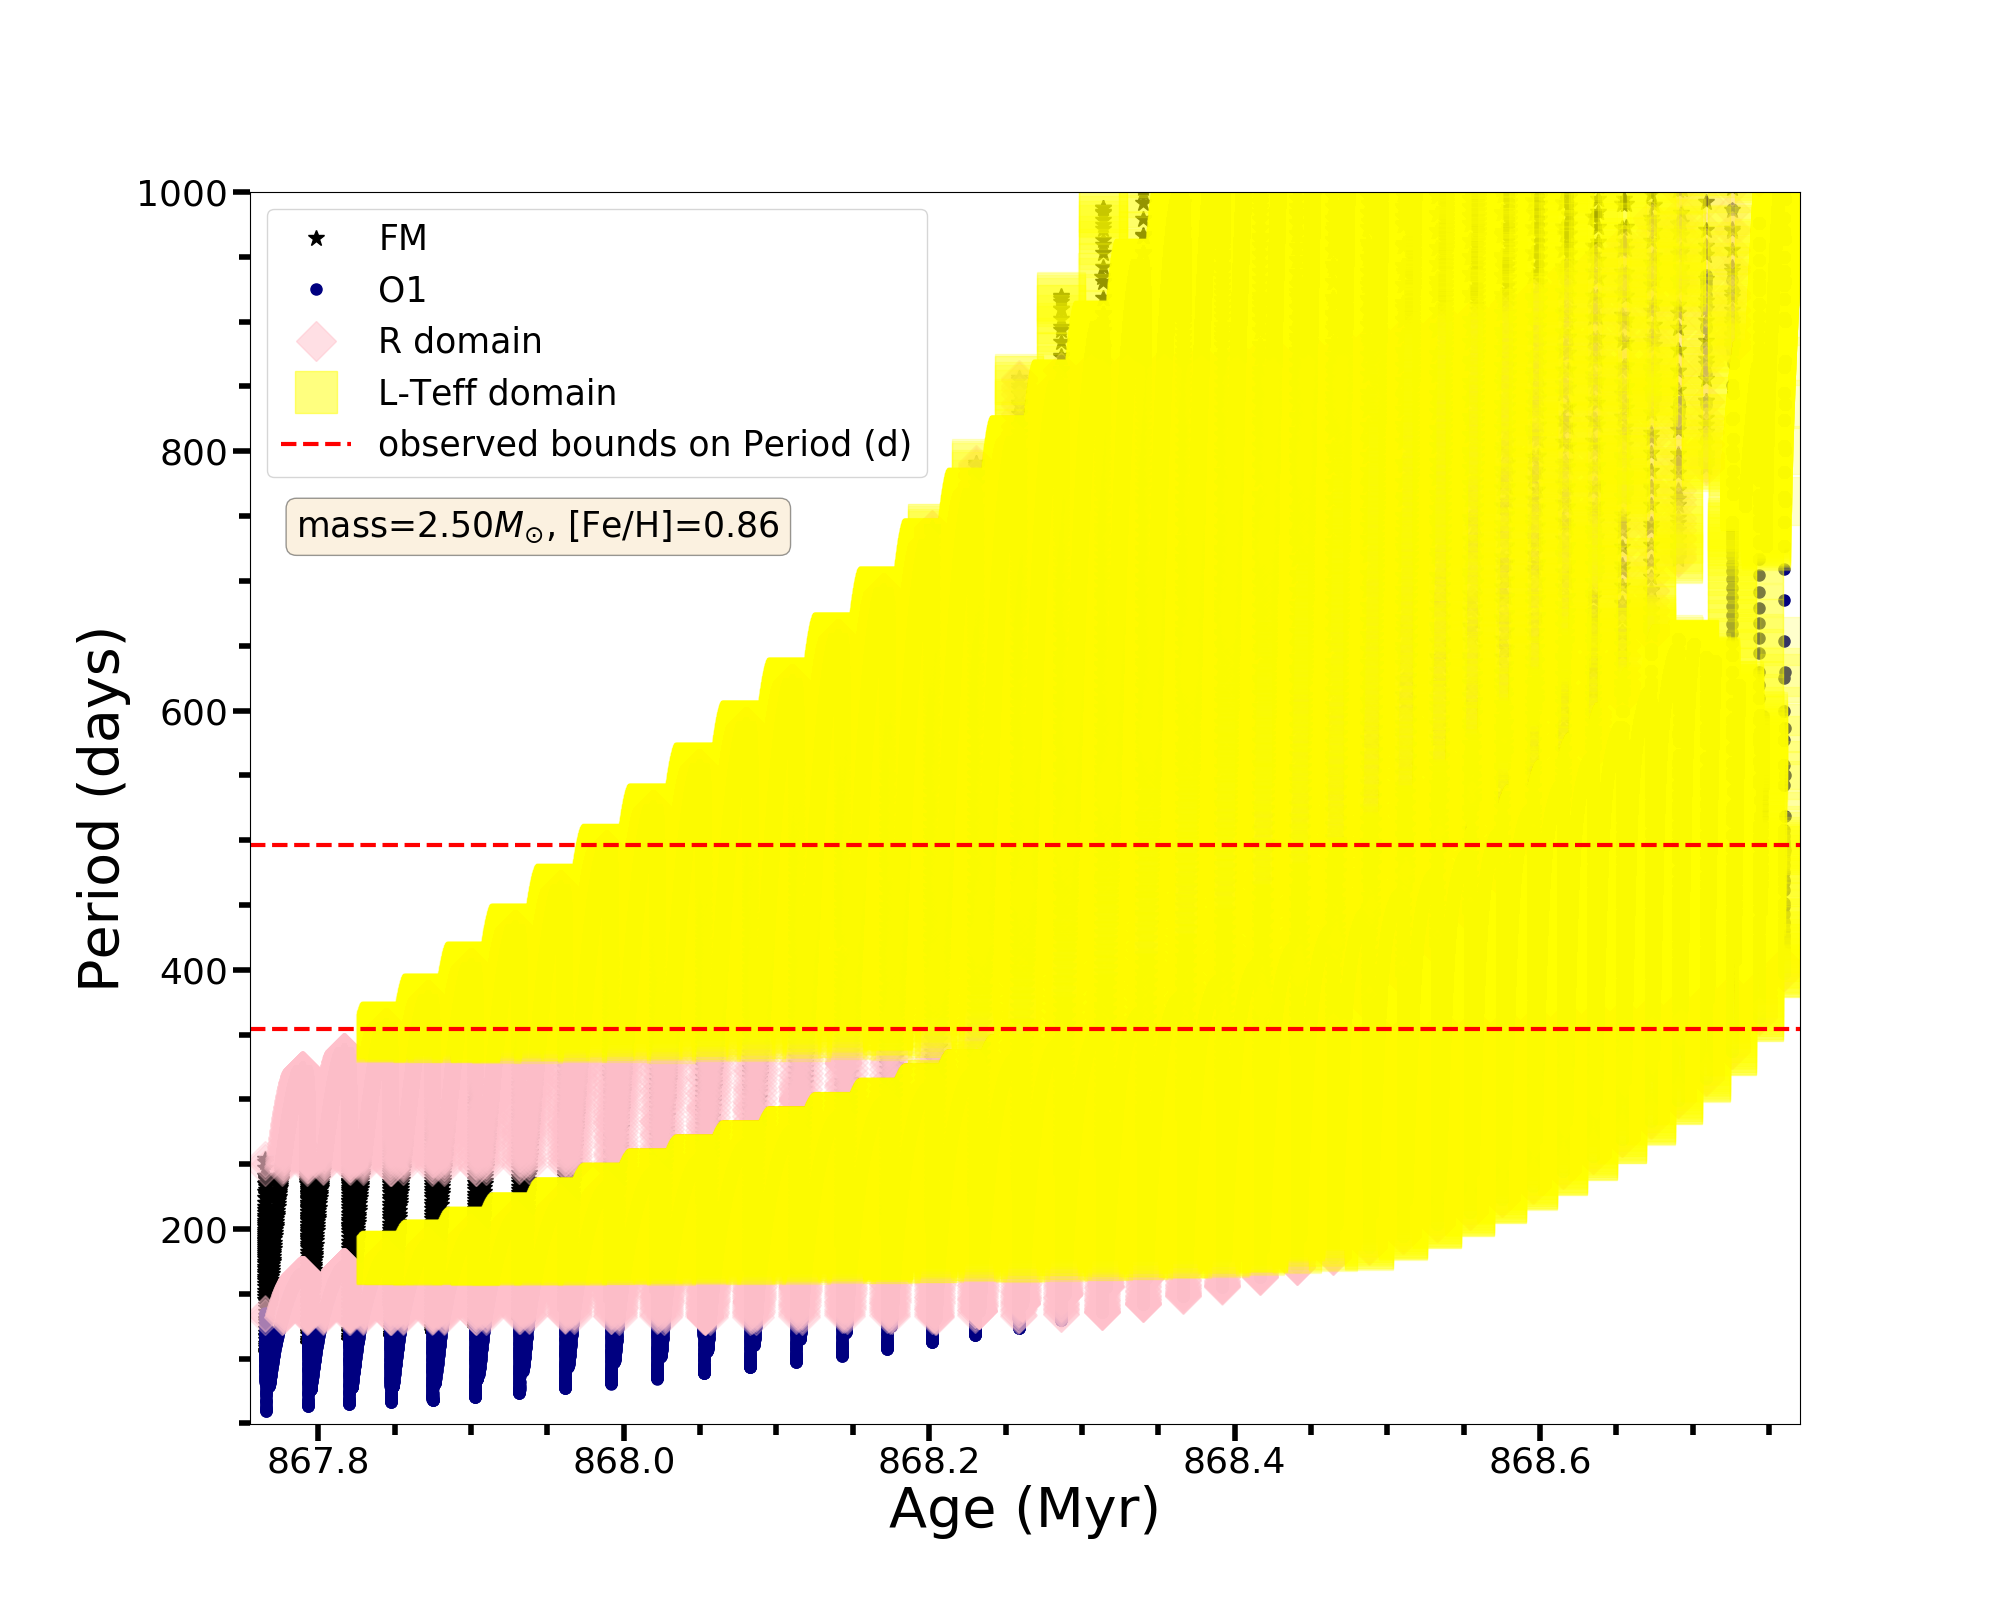 1000
800
600
400
200
Period (days)
FM
O1
R domain
L-Teff domain
observed bounds on Period (d)
mass=2.50M⊙, [Fe/H]=0.86
867.8 868.0 868.2 868.4 868.6
Age (Myr)